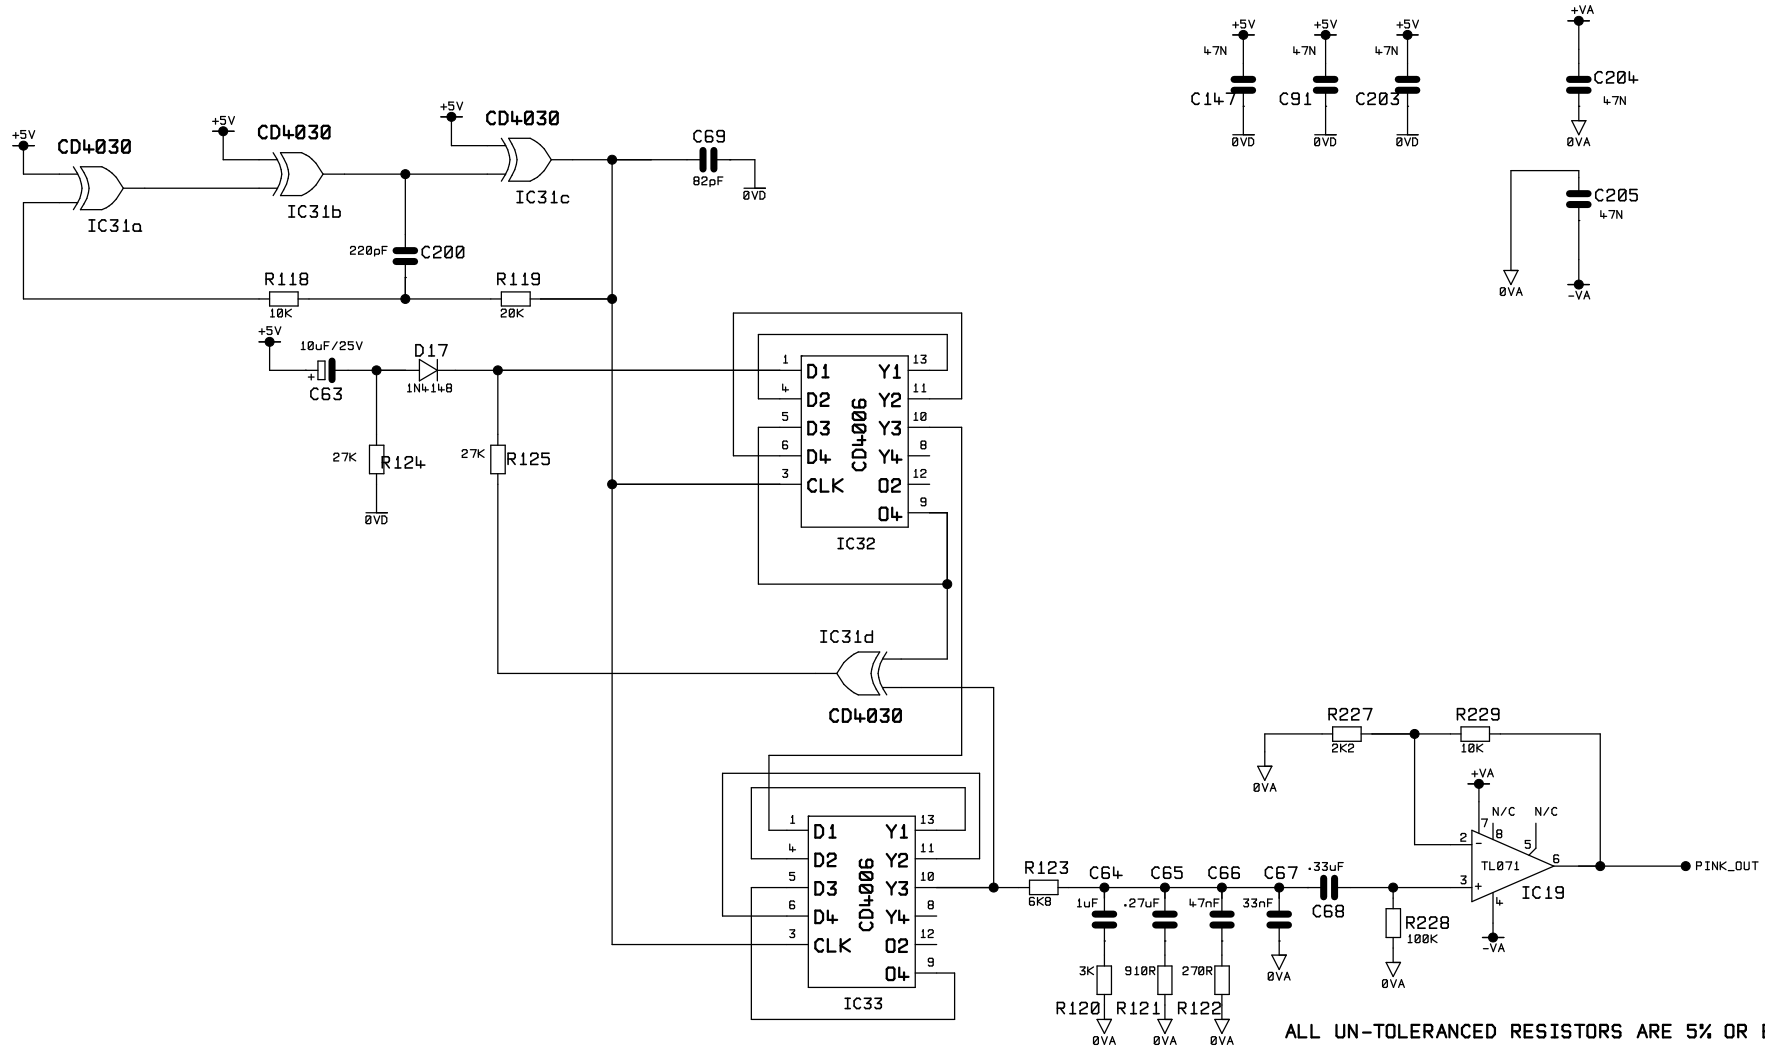 +5V
CD4030
IC31a
+5V
CD4030
IC31b
+5V
CD4030
IC31c
C69
82pF
0VD
220pF
C200
R118
10K
R119
20K
+5V
10uF/25V
+
C63
D17
1N4148
27K
R124
0VD
27K
R125
+5V
47N
C147
0VD
+5V
47N
C91
0VD
+5V
47N
C203
0VD
+VA
C204
47N
0VA
C205
47N
0VA
-VA
1 D1 Y1 13
4 D2 Y2 11
5 D3 Y3 10
6 D4 Y4 8
3 CLK O2 12
O4 9
CD4006
IC32
IC31d
CD4030
1 D1 Y1 13
4 D2 Y2 11
5 D3 Y3 10
6 D4 Y4 8
3 CLK O2 12
O4 9
CD4006
IC33
R123
6K8
C64
1uF
3K
R120
0VA
C65
.27uF
910R
R121
0VA
C66
47nF
270R
R122
0VA
C67
33nF
0VA
.33uF
C68
R228
100K
0VA
R227
2K2
0VA
R229
10K
+VA
7
N/C
8
N/C
5
2
-
TL071
6
3
+
4
IC19
-VA
PINK_OUT
ALL UN-TOLERANCED RESISTORS ARE 5% OR